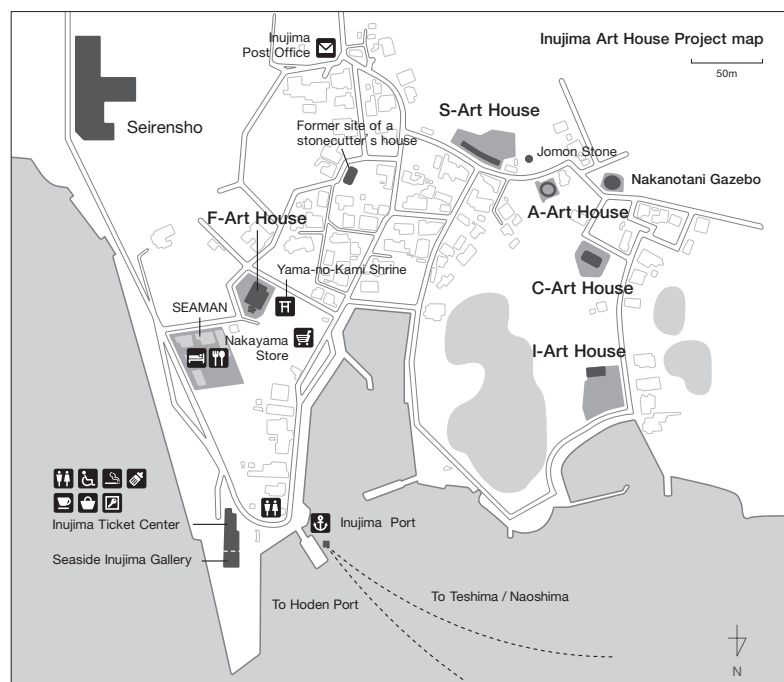 Inujima Art House Project map
50m
Inujima
Post Office
Seirensho
S-Art House
Former site of a
stonecutter,s house
Jomon Stone
Nakanotani Gazebo
A-Art House
F-Art House
Yama-no-Kami Shrine
C-Art House
SEAMAN
Nakayama
Store
I-Art House
Inujima Ticket Center
Inujima Port
Seaside Inujima Gallery
To Teshima / Naoshima
To Hoden Port
N